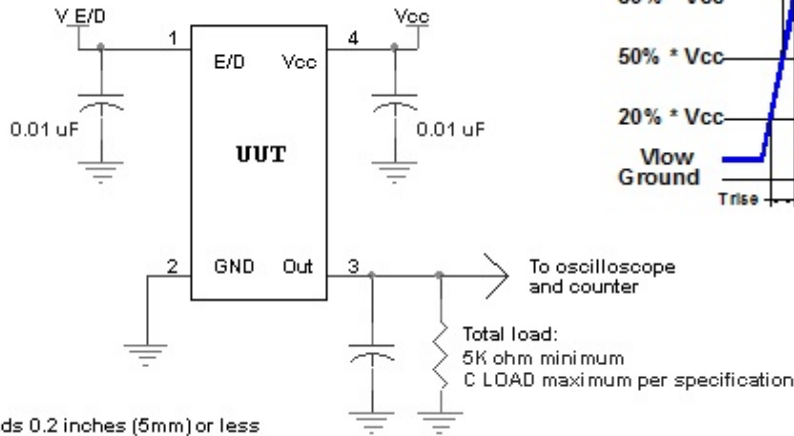 V E/D
Vcc
1
4
E/D
Vcc
0.01 uF
0.01 uF
UUT
2
GND
Out
3
To oscilloscope
and counter
Total load:
5K ohm minimum
C LOAD maximum per specification
0.2 inches (5mm) or less
* Vcc
50% * Vcc
20% * Vcc
Vlow
Ground
Trise